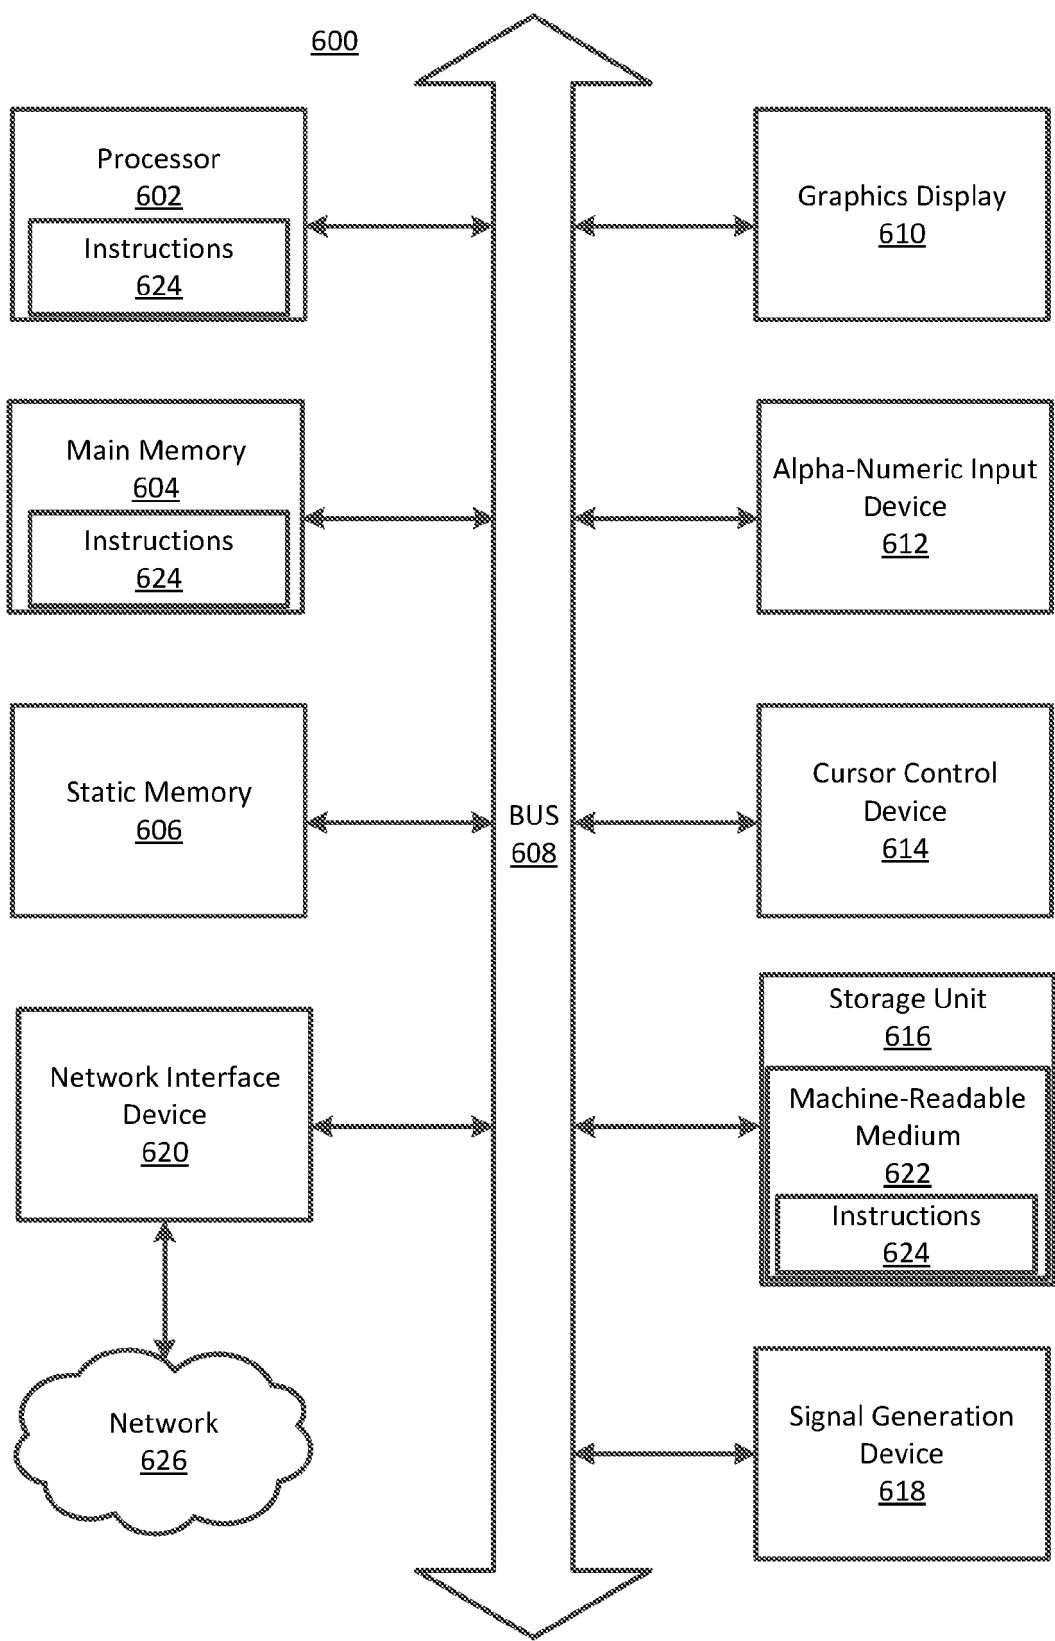 600
Processor
602
Instructions
624
Main Memory
604
Instructions
624
Static Memory
606
Network Interface
Device
620
Network
626
BUS
608
Graphics Display
610
Alpha-Numeric Input
Device
612
Cursor Control
Device
614
Storage Unit
616
Machine-Readable
Medium
622
Instructions
624
Signal Generation
Device
618